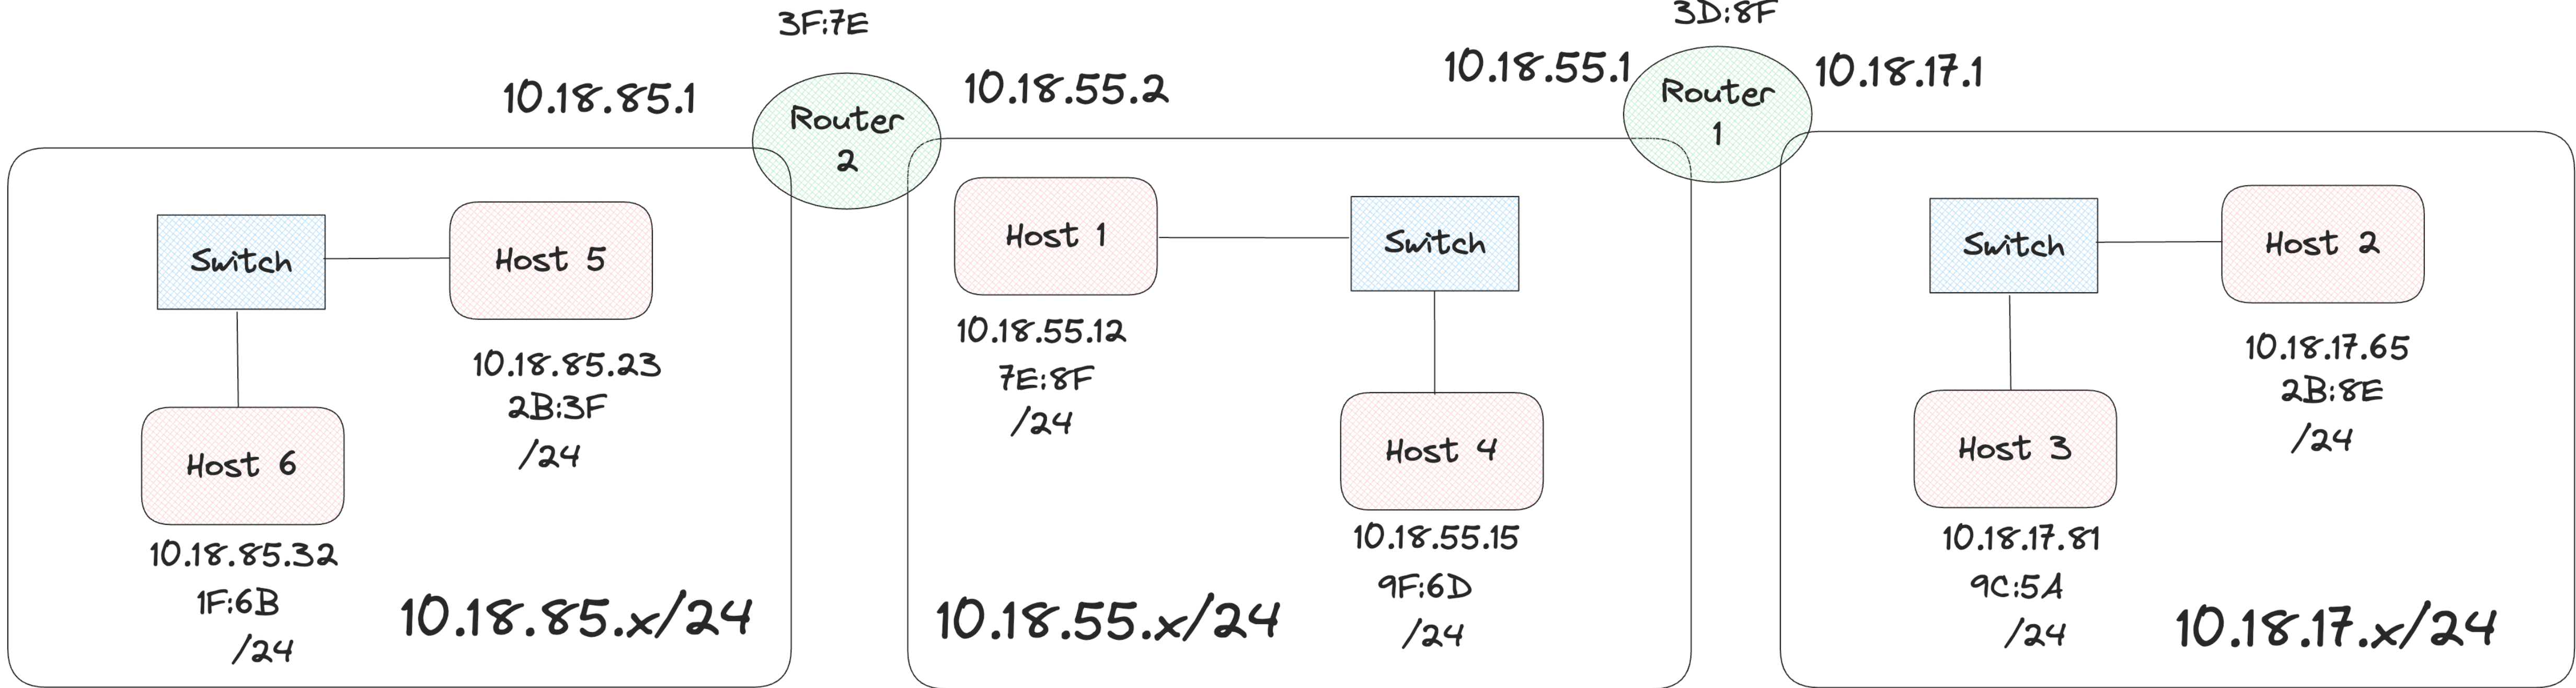 3F:7E
3D:8F
10.18.85.1
Router
2
10.18.55.2
10.18.55.1
Router
1
10.18.17.1
Switch
Host 5
10.18.85.23
2B:3F
/24
Host 6
10.18.85.32
1F:6B
/24
10.18.85.x/24
Host 1
10.18.55.12
7E:8F
/24
Switch
Host 4
10.18.55.15
9F:6D
/24
10.18.55.x/24
Switch
Host 2
10.18.17.65
2B:8E
/24
Host 3
10.18.17.81
9C:5A
/24
10.18.17.x/24